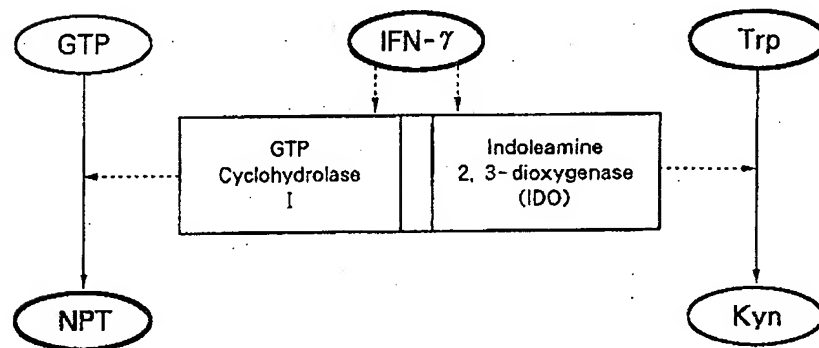 GTP
IFN-γ
Trp
GTP
Cyclohydrolase
I
Indoleamine
2, 3-dioxygenase
(IDO)
NPT
Kyn